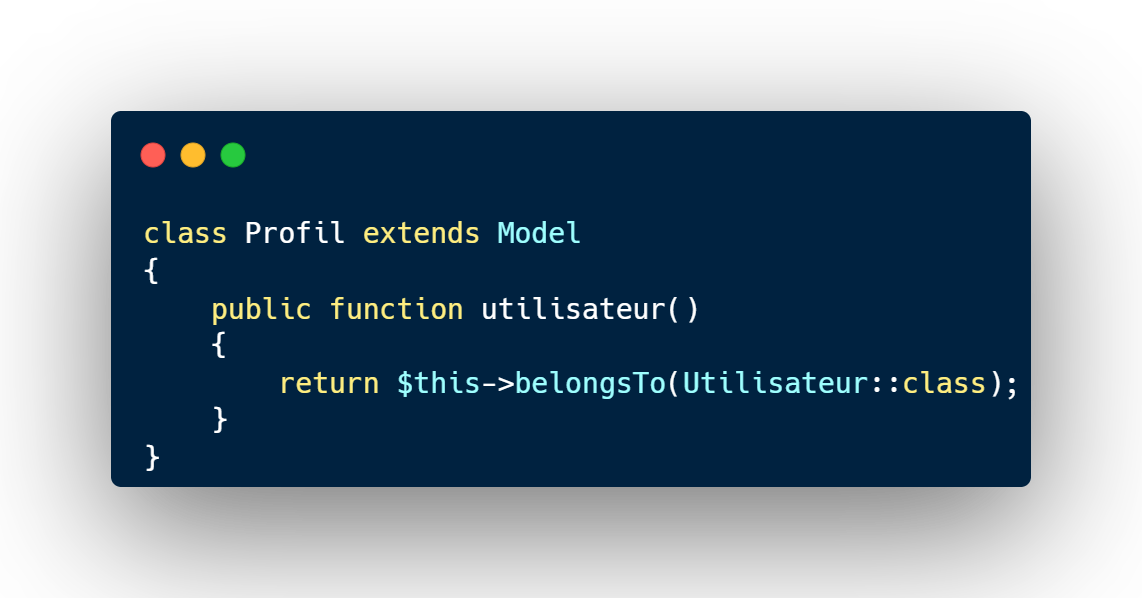 class Profil extends Model
{
    public function utilisateur()
    {
        return $this->belongsTo(Utilisateur::class);
    }
}